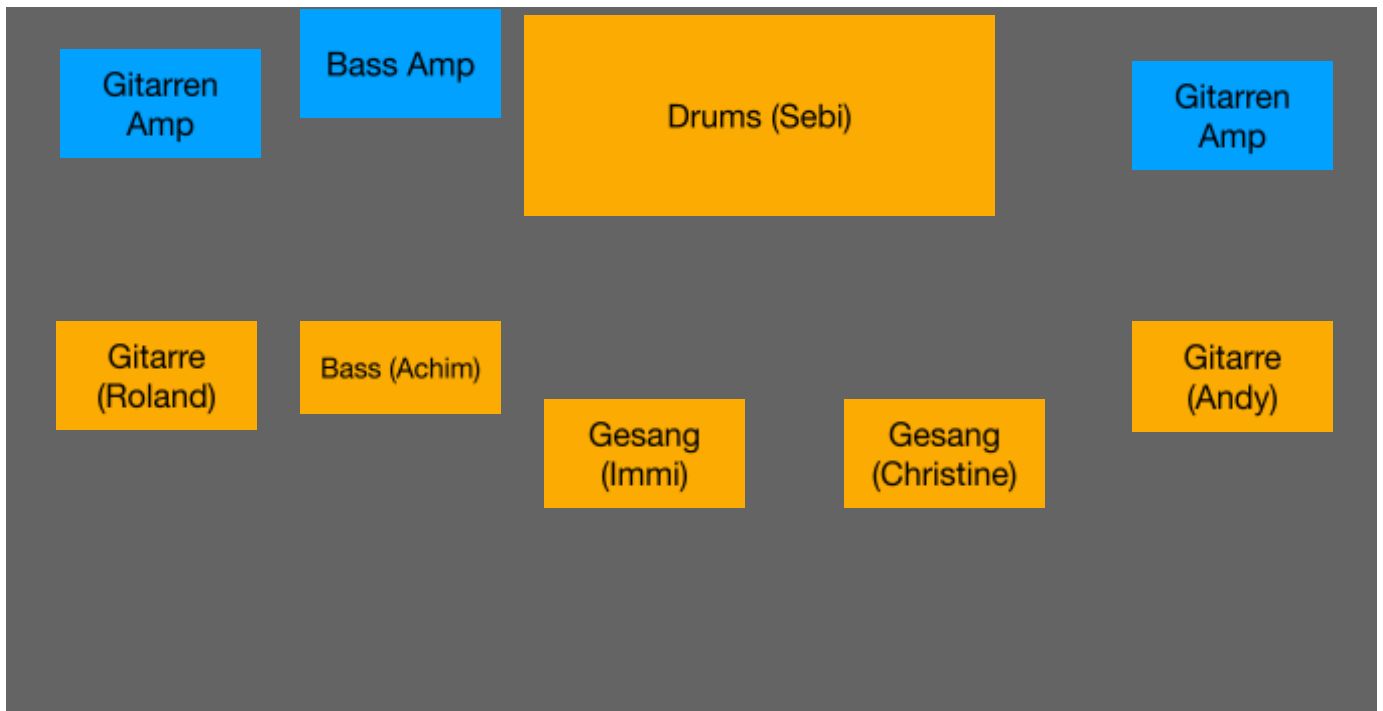 Gitarren
Amp
Bass Amp
Drums (Sebi)
Gitarren
Amp
Gitarre
(Roland)
Bass (Achim)
Gesang
(Immi)
Gesang
(Christine)
Gitarre
(Andy)